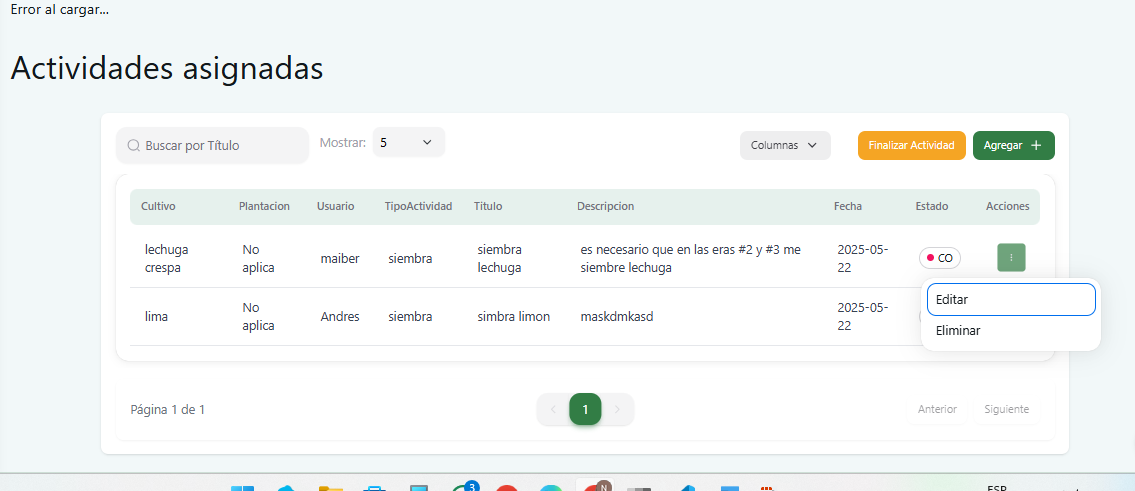 Error al cargar...
Actividades asignadas
Buscar por Título
Mostrar: 5
Columnas
Finalizar Actividad
Agregar +
Cultivo Plantacion Usuario TipoActividad Titulo Descripcion Fecha Estado Acciones
lechuga crespa No aplica maiber siembra siembra lechuga es necesario que en las eras #2 y #3 me siembre lechuga 2025-05-22 CO
lima No aplica Andres siembra simbra limon maskdmkasd 2025-05-22
Editar
Eliminar
Página 1 de 1
1
Anterior Siguiente
3
N
ESP